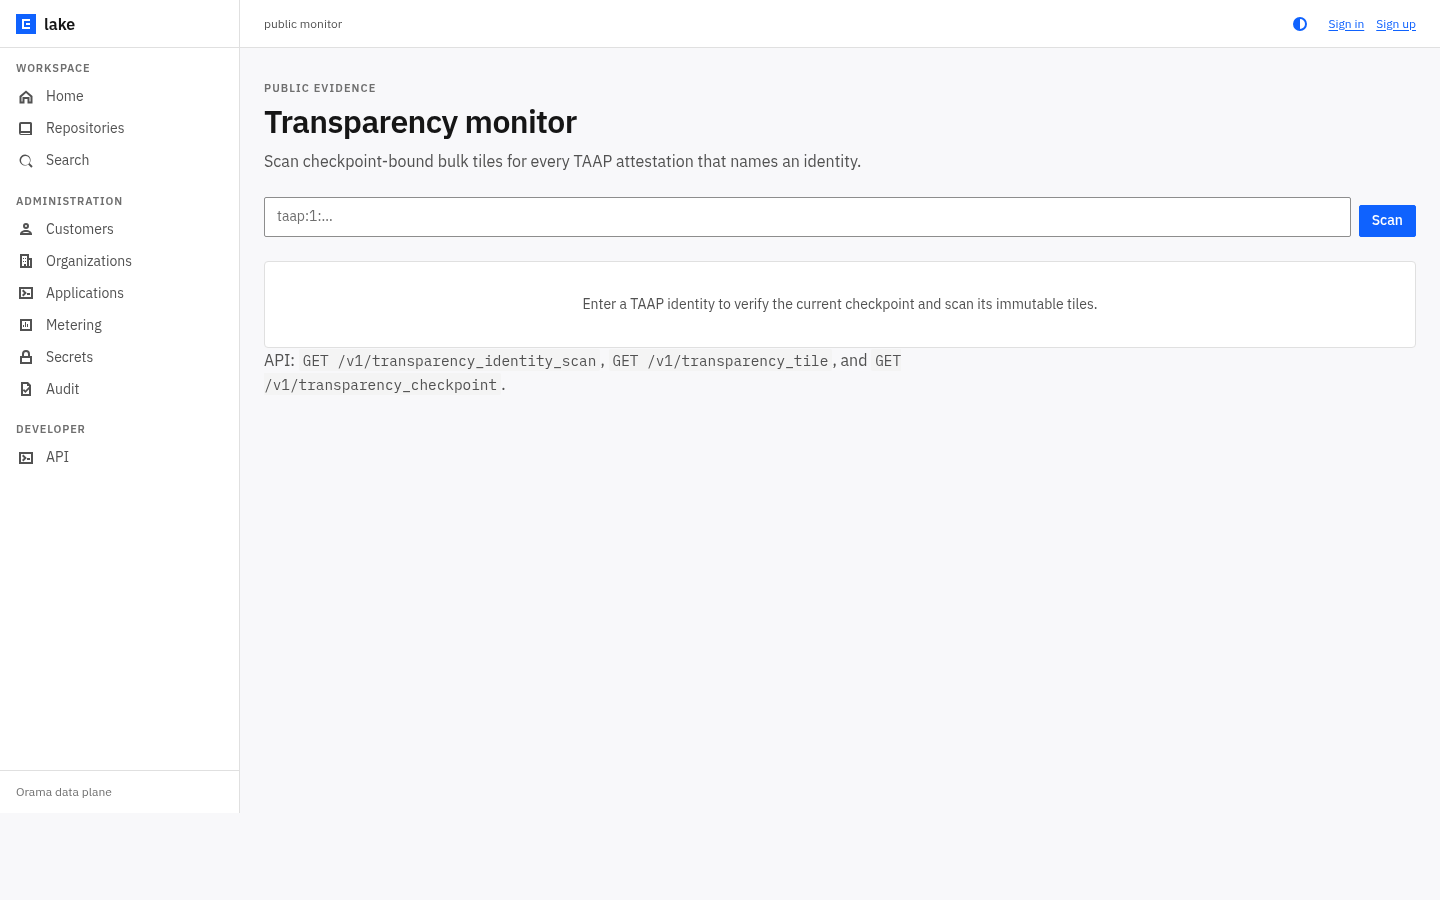 lake
public monitor
Sign in
Sign up
WORKSPACE
Home
Repositories
Search
ADMINISTRATION
Customers
Organizations
Applications
Metering
Secrets
Audit
DEVELOPER
API
Orama data plane
PUBLIC EVIDENCE
Transparency monitor
Scan checkpoint-bound bulk tiles for every TAAP attestation that names an identity.
taap:1:...
Scan
Enter a TAAP identity to verify the current checkpoint and scan its immutable tiles.
API: GET /v1/transparency_identity_scan, GET /v1/transparency_tile, and GET
/v1/transparency_checkpoint.